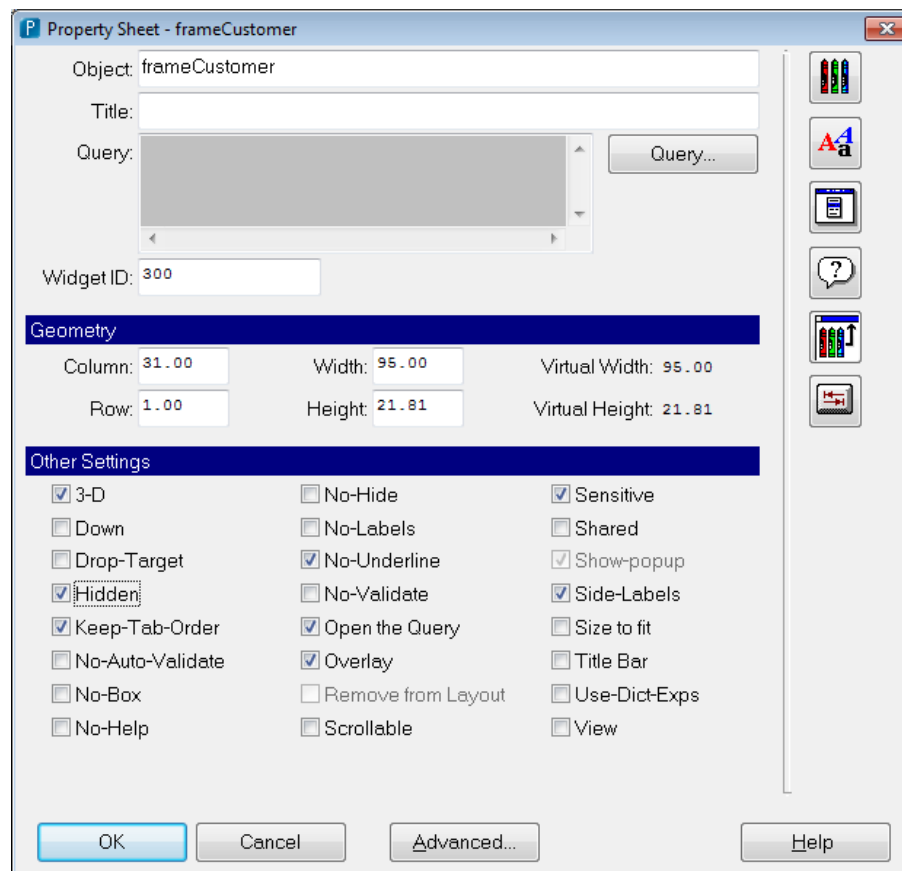 Property Sheet - frameCustomer
Object: frameCustomer
Title:
Query:
Query...
Widget ID: 300
Geometry
Column: 31.00 Width: 95.00 Virtual Width: 95.00
Row: 1.00 Height: 21.81 Virtual Height: 21.81
Other Settings
3-D No-Hide Sensitive
Down No-Labels Shared
Drop-Target No-Underline Show-popup
Hidden No-Validate Side-Labels
Keep-Tab-Order Open the Query Size to fit
No-Auto-Validate Overlay Title Bar
No-Box Remove from Layout Use-Dict-Exps
No-Help Scrollable View
OK Cancel Advanced... Help